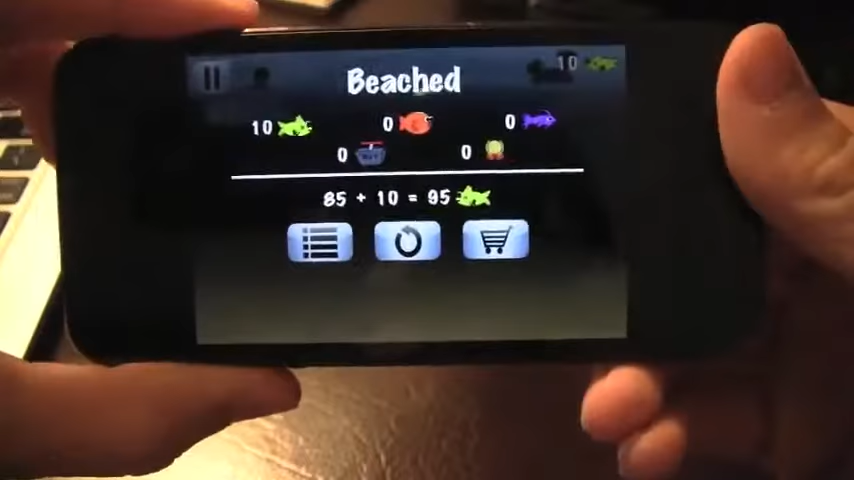 10
Beached
10 0 0
0 0
85 + 10 = 95